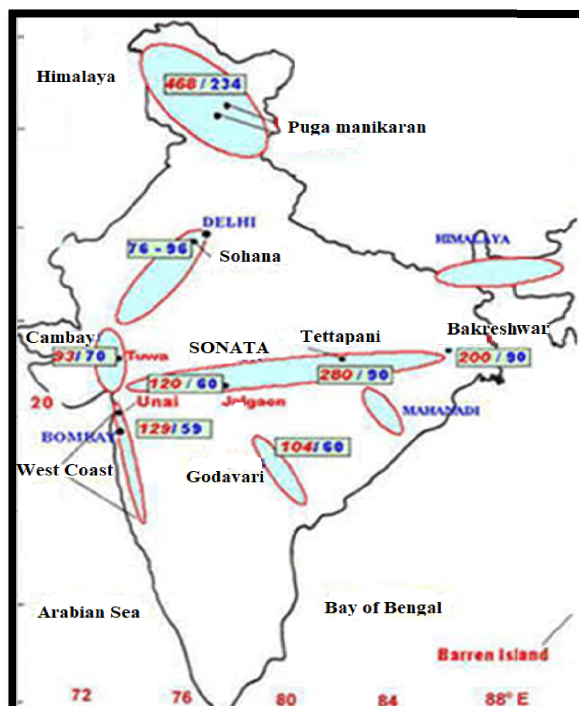 Himalaya
468 / 234
Puga manikaran
DELHI
76 - 96
Sohana
HIMALAYA
Cambay
93/ 70
Tuwa
SONATA
Tettapani
Bakreshwar
200 / 90
120 / 60
280 / 90
20
Unai
Jalgaon
MAHANADI
BOMBAY
129/ 59
West Coast
Godavari
104/ 60
Arabian Sea
Bay of Bengal
Barren Island
72 76 80 84 88° E